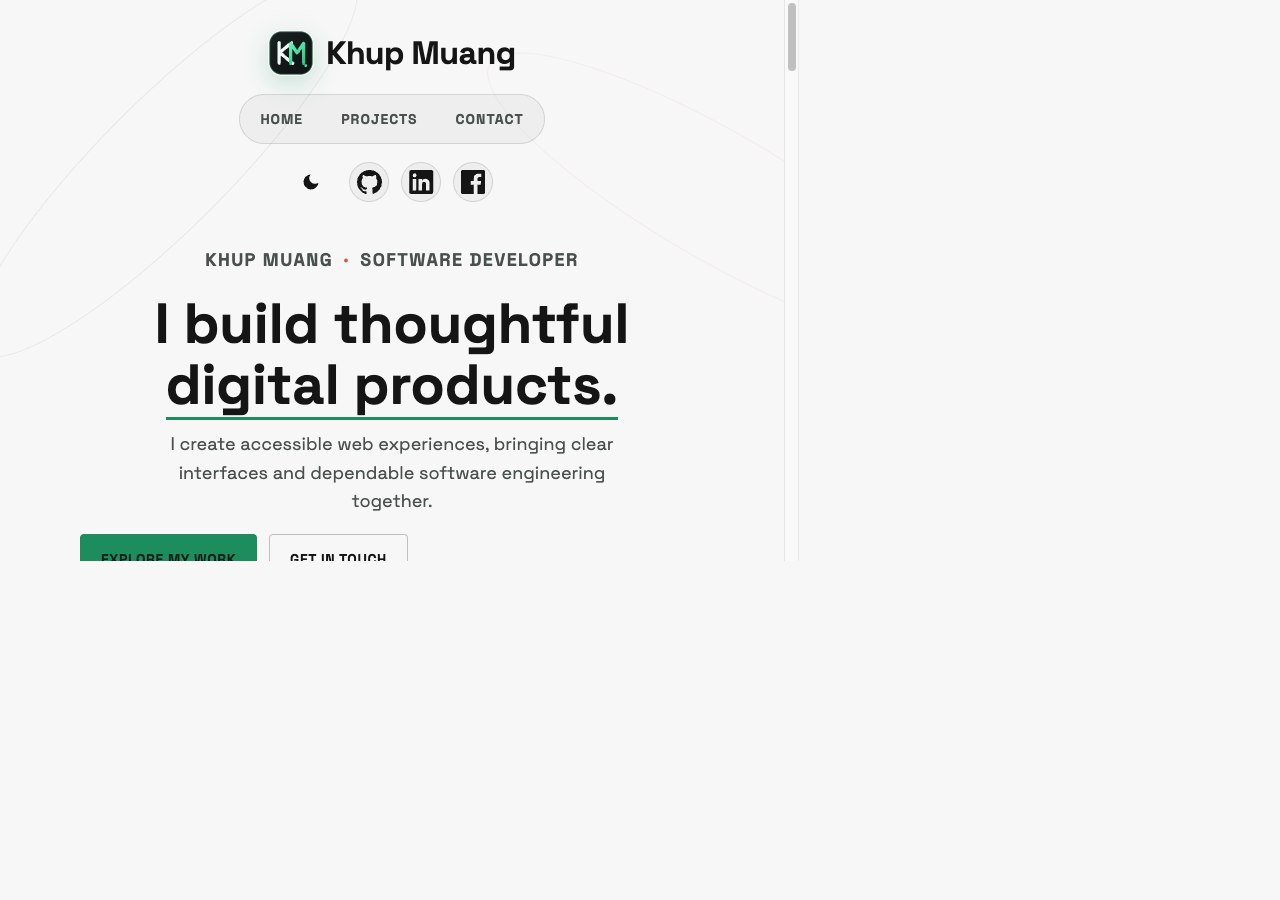 KM Khup Muang
HOME PROJECTS CONTACT
KHUP MUANG • SOFTWARE DEVELOPER
I build thoughtful
digital products.
I create accessible web experiences, bringing clear
interfaces and dependable software engineering
together.
EXPLORE MY WORK GET IN TOUCH